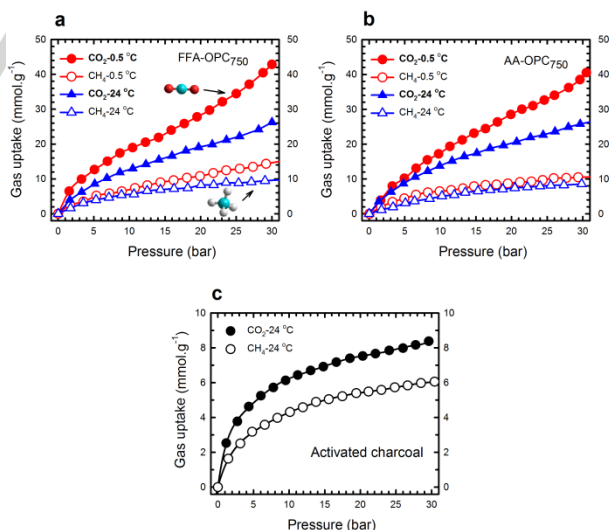 a
CO2-0.5 °C
CH4-0.5 °C
CO2-24 °C
CH4-24 °C
FFA-OPC750
50
40
30
20
10
0
50
40
30
20
10
0
Gas uptake (mmol.g-1)
0 5 10 15 20 25 30
Pressure (bar)
b
CO2-0.5 °C
CH4-0.5 °C
CO2-24 °C
CH4-24 °C
AA-OPC750
50
40
30
20
10
0
50
40
30
20
10
0
Gas uptake (mmol.g-1)
0 5 10 15 20 25 30
Pressure (bar)
c
CO2-24 °C
CH4-24 °C
10
8
6
4
2
0
10
8
6
4
2
0
Gas uptake (mmol.g-1)
Activated charcoal
0 5 10 15 20 25 30
Pressure (bar)